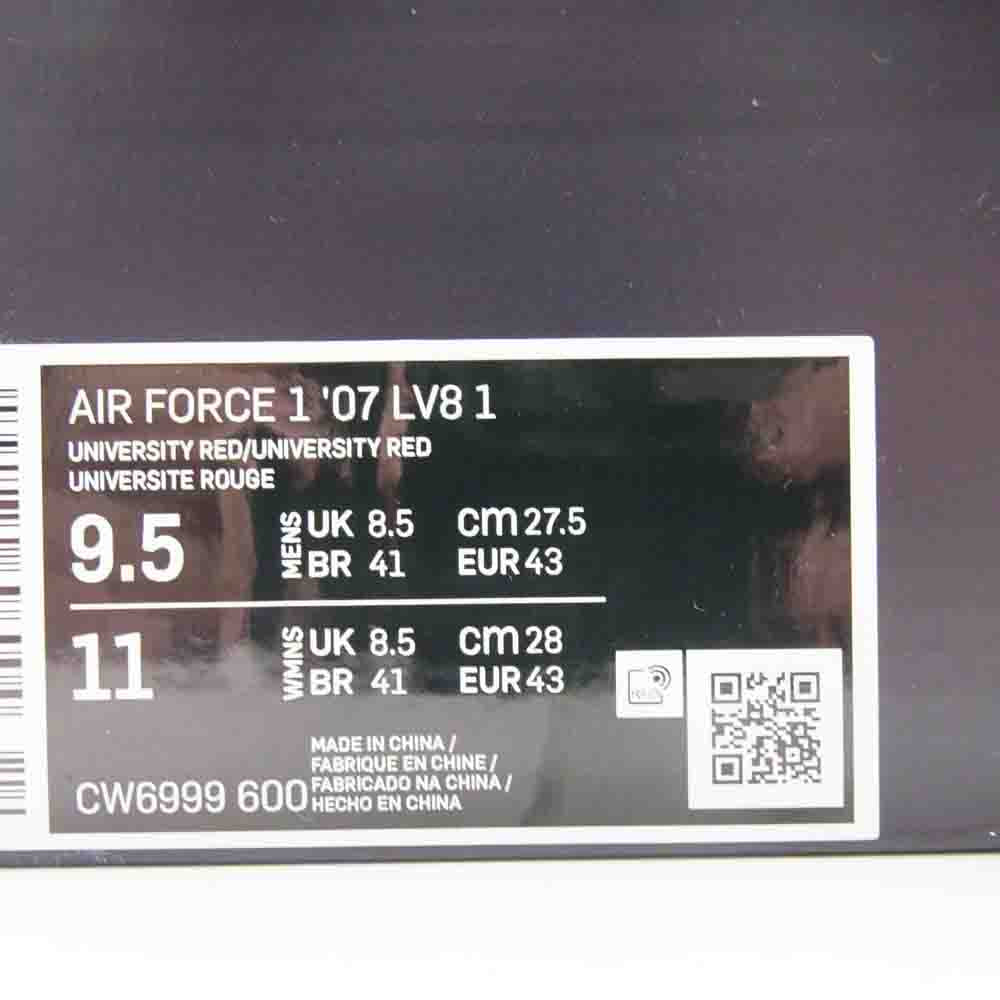 AIR FORCE 1 '07 LV8 1
UNIVERSITY RED/UNIVERSITY RED
UNIVERSITE ROUGE
9.5 MENS UK 8.5 CM 27.5
BR 41 EUR 43
11 WMNS UK 8.5 CM 28
BR 41 EUR 43
MADE IN CHINA /
FABRIQUE EN CHINE /
FABRICADO NA CHINA /
HECHO EN CHINA
CW6999 600